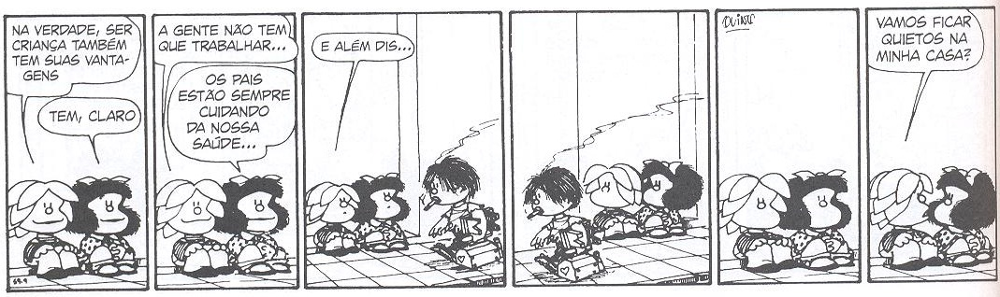 NA VERDADE, SER
CRIANÇA TAMBÉM
TEM SUAS VANTA-
GENS
TEM, CLARO
A GENTE NÃO TEM
QUE TRABALHAR...
OS PAIS
ESTÃO SEMPRE
CUIDANDO
DA NOSSA
SAÚDE...
E ALÉM DIS...
VAMOS FICAR
QUIETOS NA
MINHA CASA?
QUINO